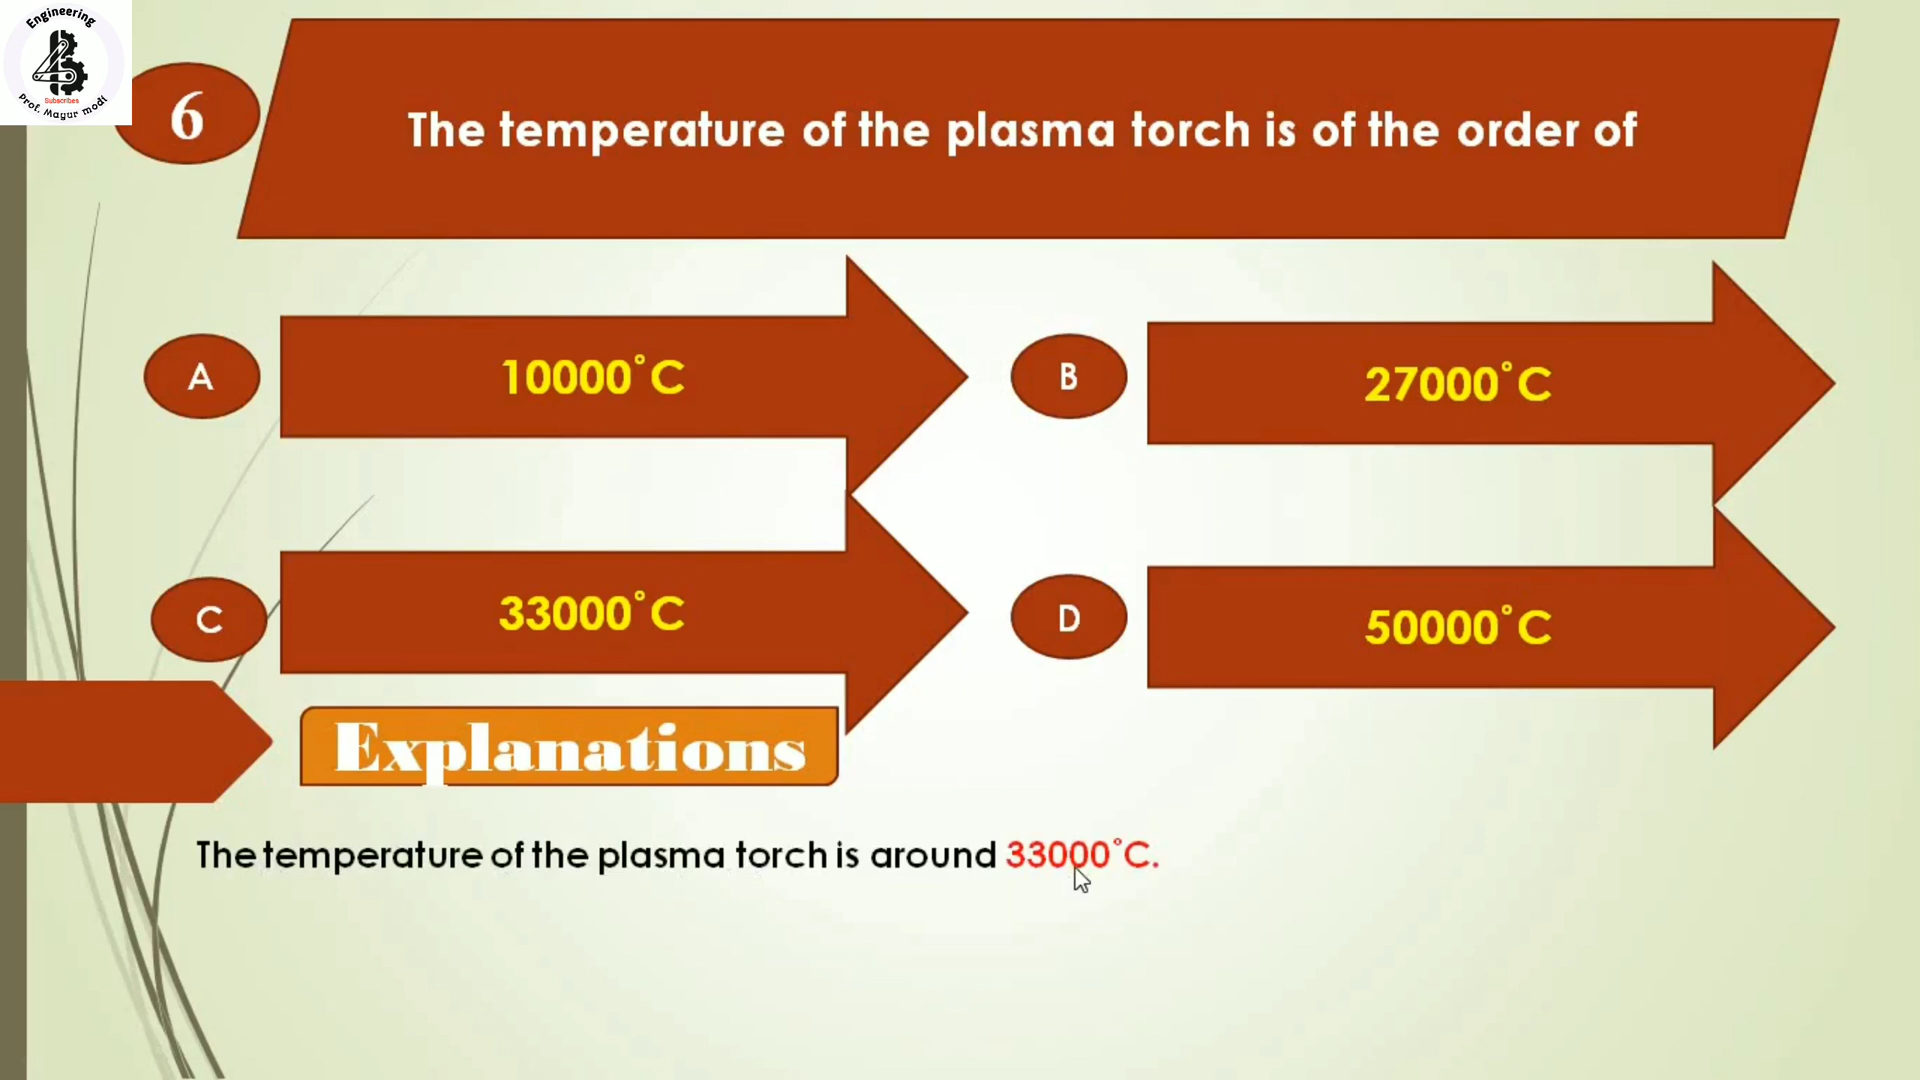 Engineering
Subscribes
Prof. Mayur modi
6
The temperature of the plasma torch is of the order of
A
10000°C
B
27000°C
C
33000°C
D
50000°C
Explanations
The temperature of the plasma torch is around 33000°C.